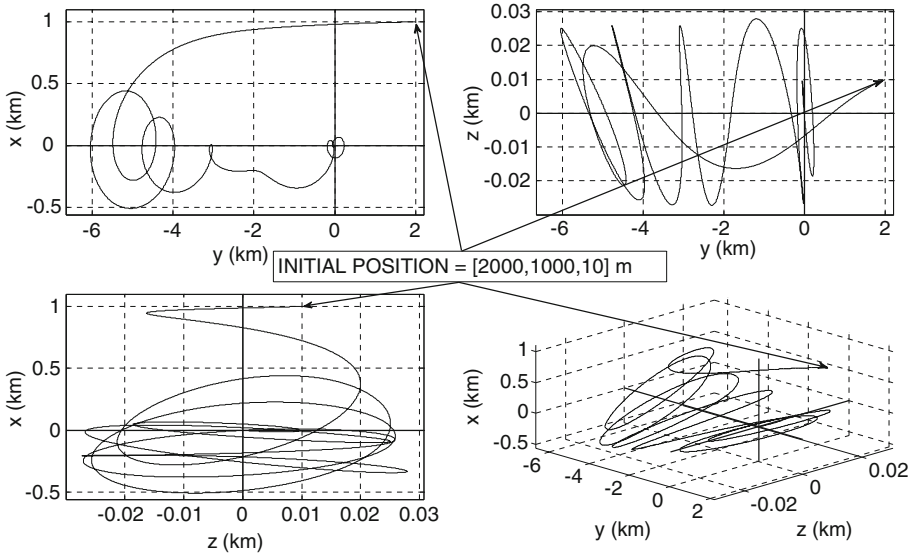 1
0.5
0
-0.5
x (km)
-6 -4 -2 0 2
y (km)
0.03
0.02
0.01
0
-0.01
-0.02
z (km)
-6 -4 -2 0 2
y (km)
INITIAL POSITION = [2000,1000,10] m
1
0.5
0
-0.5
x (km)
-0.02 -0.01 0 0.01 0.02 0.03
z (km)
1
0.5
0
-0.5
x (km)
-6 -4 -2 0 2
y (km)
-0.02 0 0.02
z (km)